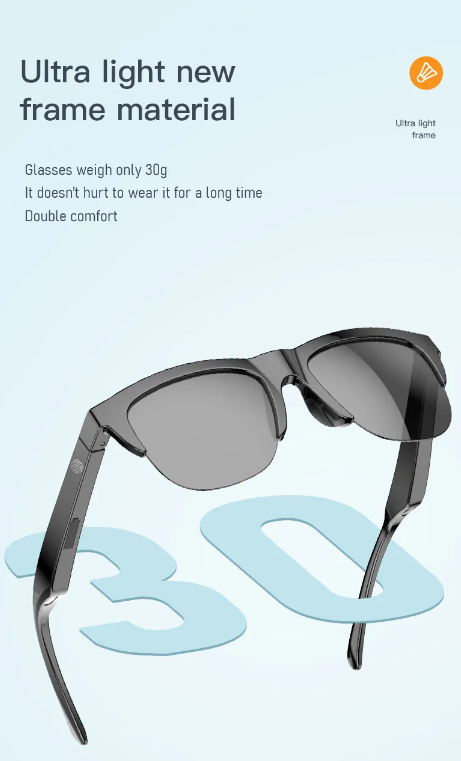 Ultra light new
frame material
Ultra light
frame
Glasses weigh only 30g
It doesn't hurt to wear it for a long time
Double comfort
30